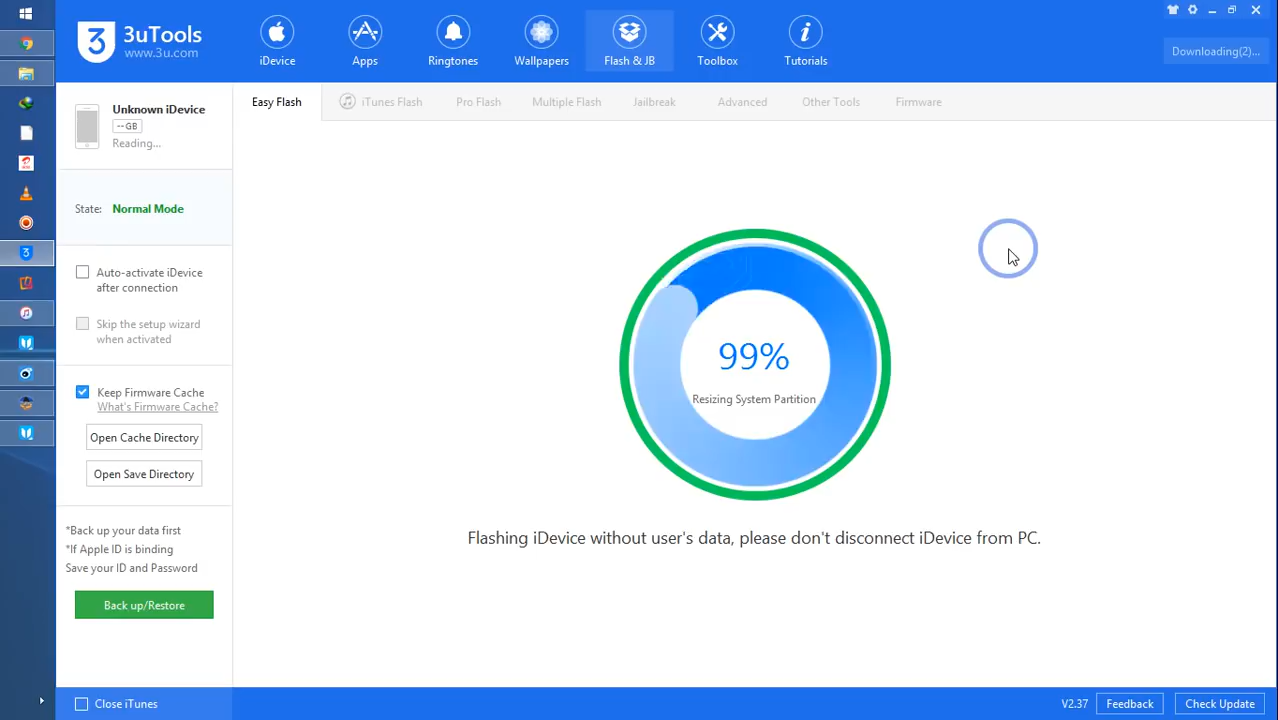 3uTools
www.3u.com
iDevice
Apps
Ringtones
Wallpapers
Flash & JB
Toolbox
Tutorials
Downloading(2)...
Unknown iDevice
--GB
Reading...
Easy Flash
iTunes Flash
Pro Flash
Multiple Flash
Jailbreak
Advanced
Other Tools
Firmware
State: Normal Mode
Auto-activate iDevice
after connection
Skip the setup wizard
when activated
Keep Firmware Cache
What's Firmware Cache?
Open Cache Directory
Open Save Directory
*Back up your data first
*If Apple ID is binding
Save your ID and Password
Back up/Restore
99%
Resizing System Partition
Flashing iDevice without user's data, please don't disconnect iDevice from PC.
Close iTunes
V2.37
Feedback
Check Update